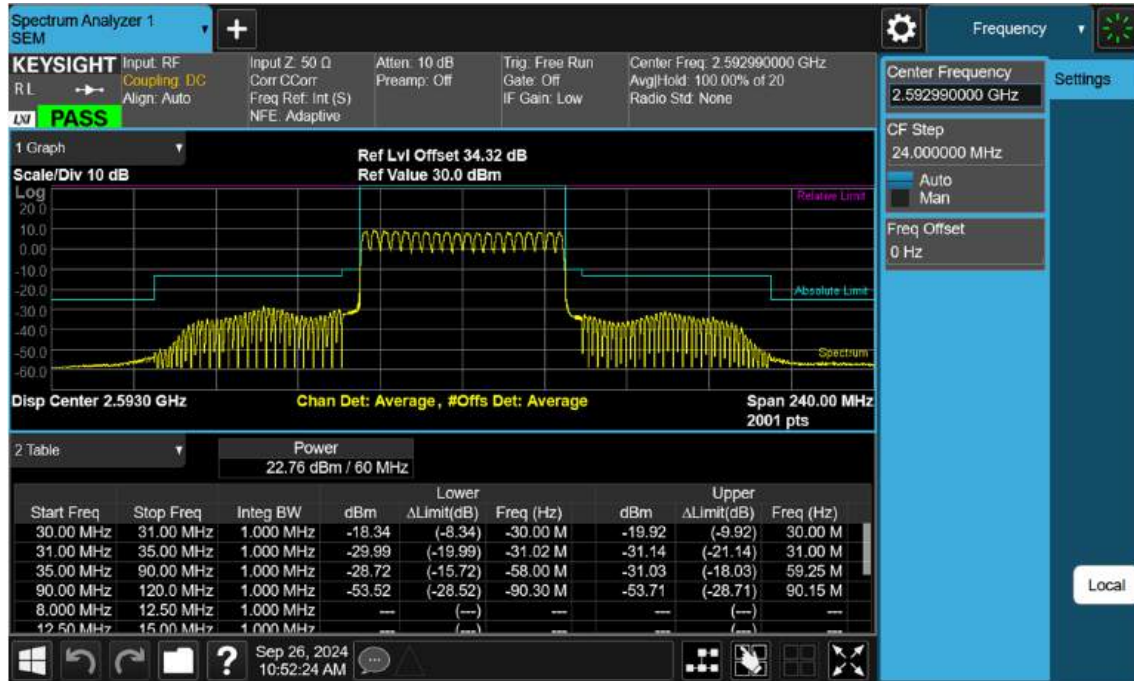 Spectrum Analyzer 1
SEM
Frequency
KEYSIGHT
R L
LXI
PASS
Input: RF
Coupling: DC
Align: Auto
Input Z: 50 Ω
Corr CCorr
Freq Ref: Int (S)
NFE: Adaptive
Atten: 10 dB
Preamp: Off
Trig: Free Run
Gate: Off
IF Gain: Low
Center Freq: 2.592990000 GHz
Avg|Hold: 100.00% of 20
Radio Std: None
Center Frequency
2.592990000 GHz
Settings
CF Step
24.000000 MHz
Auto
Man
Freq Offset
0 Hz
Local
1 Graph
Scale/Div 10 dB
Ref Lvl Offset 34.32 dB
Ref Value 30.0 dBm
Log
20.0
10.0
0.00
-10.0
-20.0
-30.0
-40.0
-50.0
-60.0
Relative Limit
Absolute Limit
Spectrum
Disp Center 2.5930 GHz
Chan Det: Average, #Offs Det: Average
Span 240.00 MHz
2001 pts
2 Table
Power
22.76 dBm / 60 MHz
Lower Upper
Start Freq Stop Freq Integ BW dBm ΔLimit(dB) Freq (Hz) dBm ΔLimit(dB) Freq (Hz)
30.00 MHz 31.00 MHz 1.000 MHz -18.34 (-8.34) -30.00 M -19.92 (-9.92) 30.00 M
31.00 MHz 35.00 MHz 1.000 MHz -29.99 (-19.99) -31.02 M -31.14 (-21.14) 31.00 M
35.00 MHz 90.00 MHz 1.000 MHz -28.72 (-15.72) -58.00 M -31.03 (-18.03) 59.25 M
90.00 MHz 120.0 MHz 1.000 MHz -53.52 (-28.52) -90.30 M -53.71 (-28.71) 90.15 M
8.000 MHz 12.50 MHz 1.000 MHz --- (---) --- --- (---) ---
12.50 MHz 15.00 MHz 1.000 MHz --- (---) --- --- (---) ---
?
Sep 26, 2024
10:52:24 AM